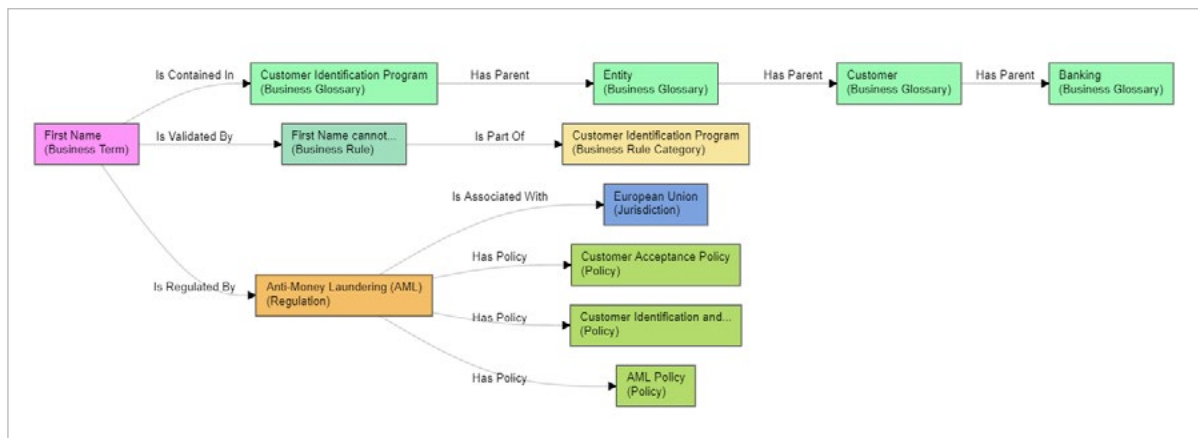 Is Contained In
Customer Identification Program
(Business Glossary)
Has Parent
Entity
(Business Glossary)
Has Parent
Customer
(Business Glossary)
Has Parent
Banking
(Business Glossary)
First Name
(Business Term)
Is Validated By
First Name cannot...
(Business Rule)
Is Part Of
Customer Identification Program
(Business Rule Category)
Is Associated With
European Union
(Jurisdiction)
Has Policy
Customer Acceptance Policy
(Policy)
Is Regulated By
Anti-Money Laundering (AML)
(Regulation)
Has Policy
Customer Identification and...
(Policy)
Has Policy
AML Policy
(Policy)